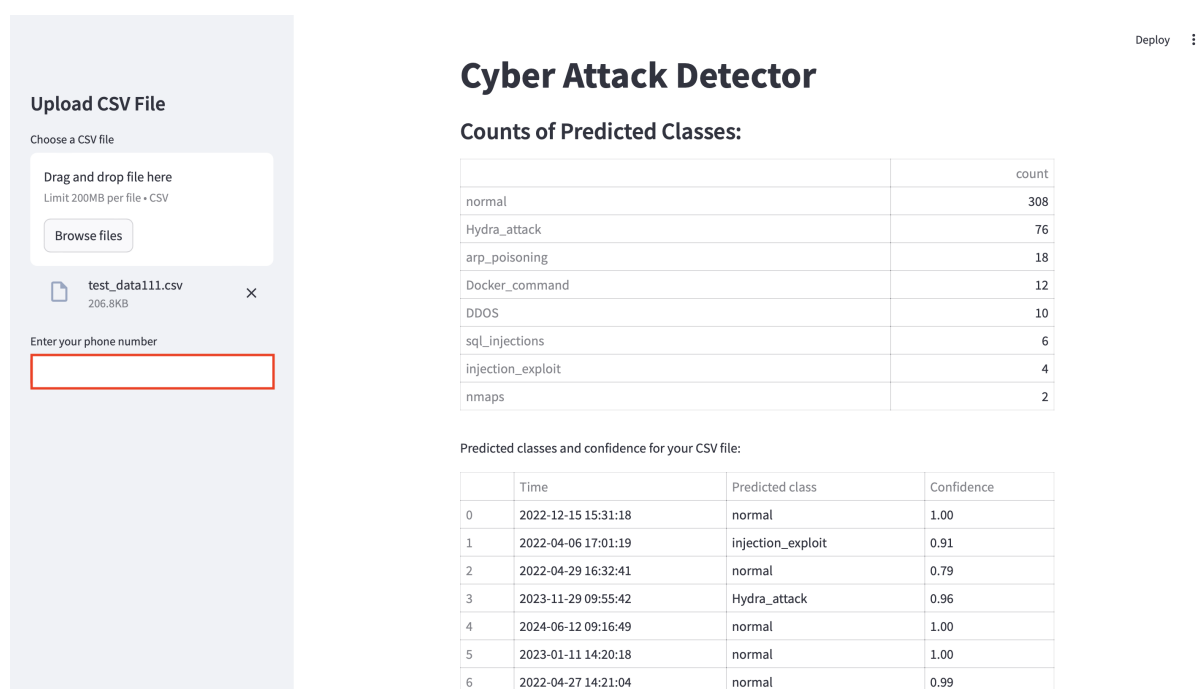 Deploy
Upload CSV File
Choose a CSV file
Drag and drop file here
Limit 200MB per file • CSV
Browse files
test_data111.csv
206.8KB
Enter your phone number
Cyber Attack Detector
Counts of Predicted Classes:
count
normal 308
Hydra_attack 76
arp_poisoning 18
Docker_command 12
DDOS 10
sql_injections 6
injection_exploit 4
nmaps 2
Predicted classes and confidence for your CSV file:
Time Predicted class Confidence
0 2022-12-15 15:31:18 normal 1.00
1 2022-04-06 17:01:19 injection_exploit 0.91
2 2022-04-29 16:32:41 normal 0.79
3 2023-11-29 09:55:42 Hydra_attack 0.96
4 2024-06-12 09:16:49 normal 1.00
5 2023-01-11 14:20:18 normal 1.00
6 2022-04-27 14:21:04 normal 0.99